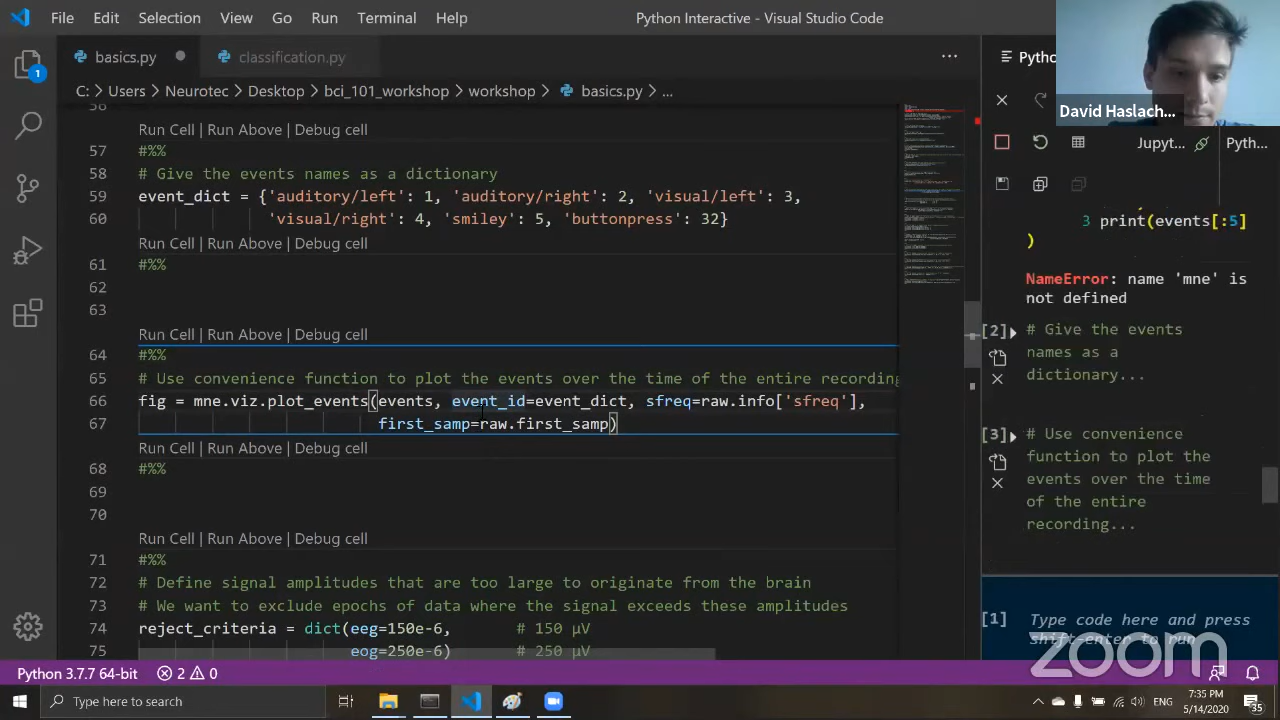 File Edit Selection View Go Run Terminal Help
Python Interactive - Visual Studio Code
basics.py
classification.py
C: > Users > Neurotec > Desktop > bci_101_workshop > workshop > basics.py > ...
56
Run Cell | Run Above | Debug cell
57 #%%
58 # Give the events names as a dictionary
59 'visual/left': 3,
60 'visual/right': 4, 'smiley': 5, 'buttonpress': 32}
Run Cell | Run Above | Debug cell
61 #%%
62
63
Run Cell | Run Above | Debug cell
64 #%%
65 # Use convenience function to plot the events over the time of the entire recording
66 fig = mne.viz.plot_events(events, event_id=event_dict, sfreq=raw.info['sfreq'],
67 first_samp=raw.first_samp)
Run Cell | Run Above | Debug cell
68 #%%
69
70
Run Cell | Run Above | Debug cell
71 #%%
72 # Define signal amplitudes that are too large to originate from the brain
73 # We want to exclude epochs of data where the signal exceeds these amplitudes
74 reject_criteria = dict(eeg=150e-6, # 150 µV
75 eog=250e-6) # 250 µV
Pytho
David Haslach...
Jupyt... Pyth...
3 print(events[:5]
)
NameError: name 'mne' is
not defined
[2] # Give the events
names as a
dictionary...
[3] # Use convenience
function to plot the
events over the time
of the entire
recording...
[1] Type code here and press
shift-enter to run
zoom
Python 3.7.7 64-bit 2 0
Type here to search
ENG
7:35 PM
5/14/2020
35